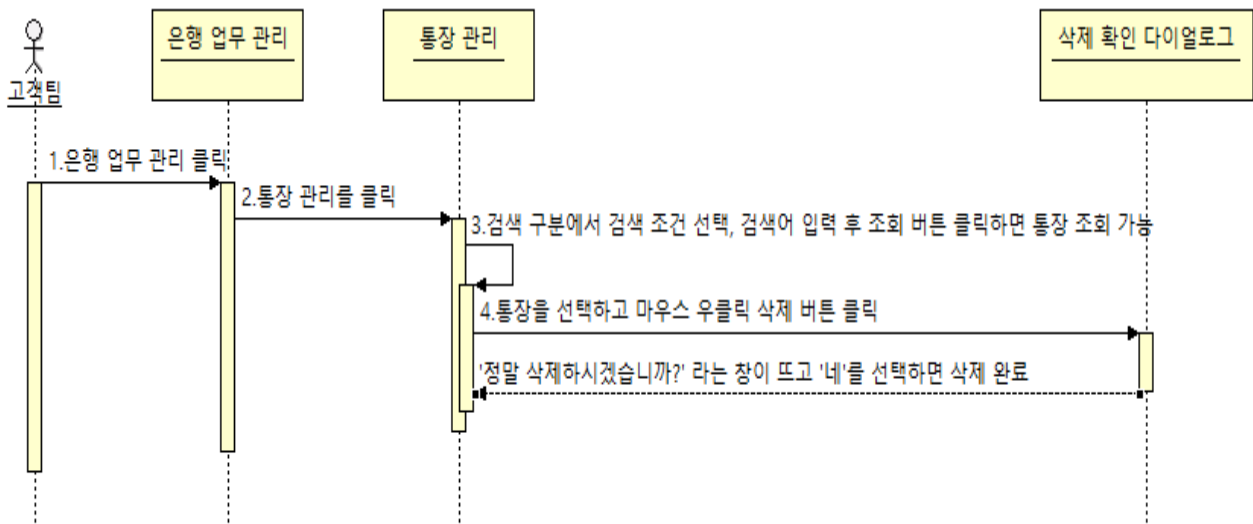 은행 업무 관리
통장 관리
삭제 확인 다이얼로그
고객팀
1.은행 업무 관리 클릭
2.통장 관리를 클릭
3.검색 구분에서 검색 조건 선택, 검색어 입력 후 조회 버튼 클릭하면 통장 조회 가능
4.통장을 선택하고 마우스 우클릭 삭제 버튼 클릭
'정말 삭제하시겠습니까?' 라는 창이 뜨고 '네'를 선택하면 삭제 완료